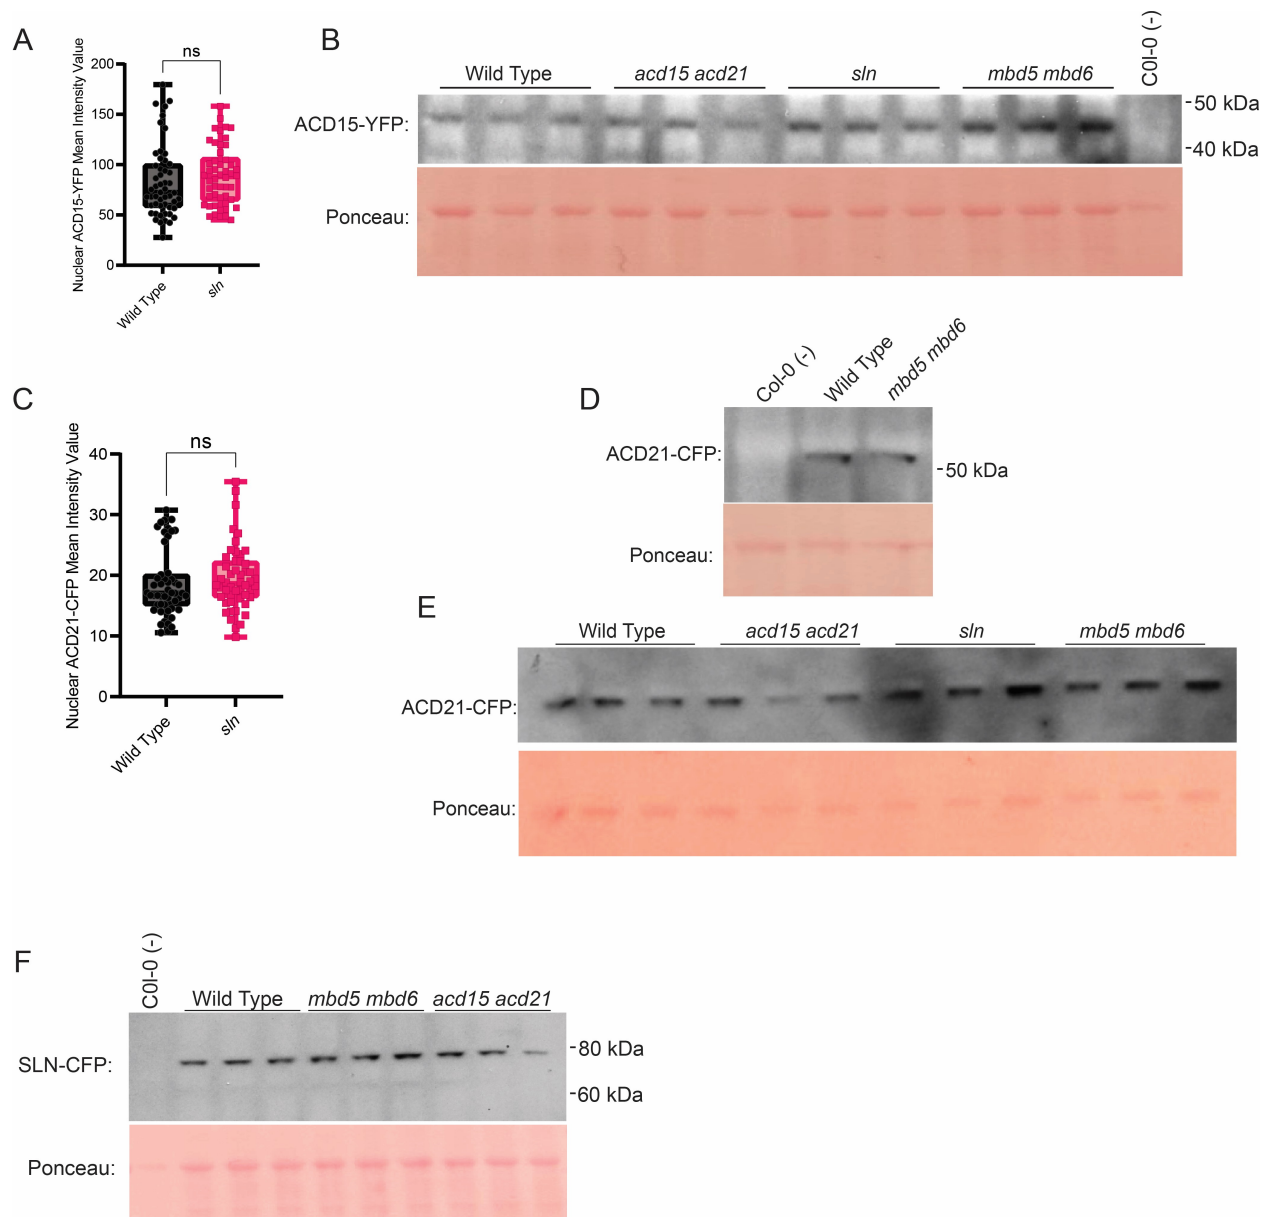 A
Nuclear ACD15-YFP Mean Intensity Value
200
150
100
50
0
ns
Wild Type
sln
B
Wild Type
acd15 acd21
sln
mbd5 mbd6
C0l-0 (-)
ACD15-YFP:
-50 kDa
-40 kDa
Ponceau:
C
Nuclear ACD21-CFP Mean Intensity Value
40
30
20
10
0
ns
Wild Type
sln
D
Col-0 (-)
Wild Type
mbd5 mbd6
ACD21-CFP:
-50 kDa
Ponceau:
E
Wild Type
acd15 acd21
sln
mbd5 mbd6
ACD21-CFP:
Ponceau:
F
C0l-0 (-)
Wild Type
mbd5 mbd6
acd15 acd21
SLN-CFP:
-80 kDa
-60 kDa
Ponceau: